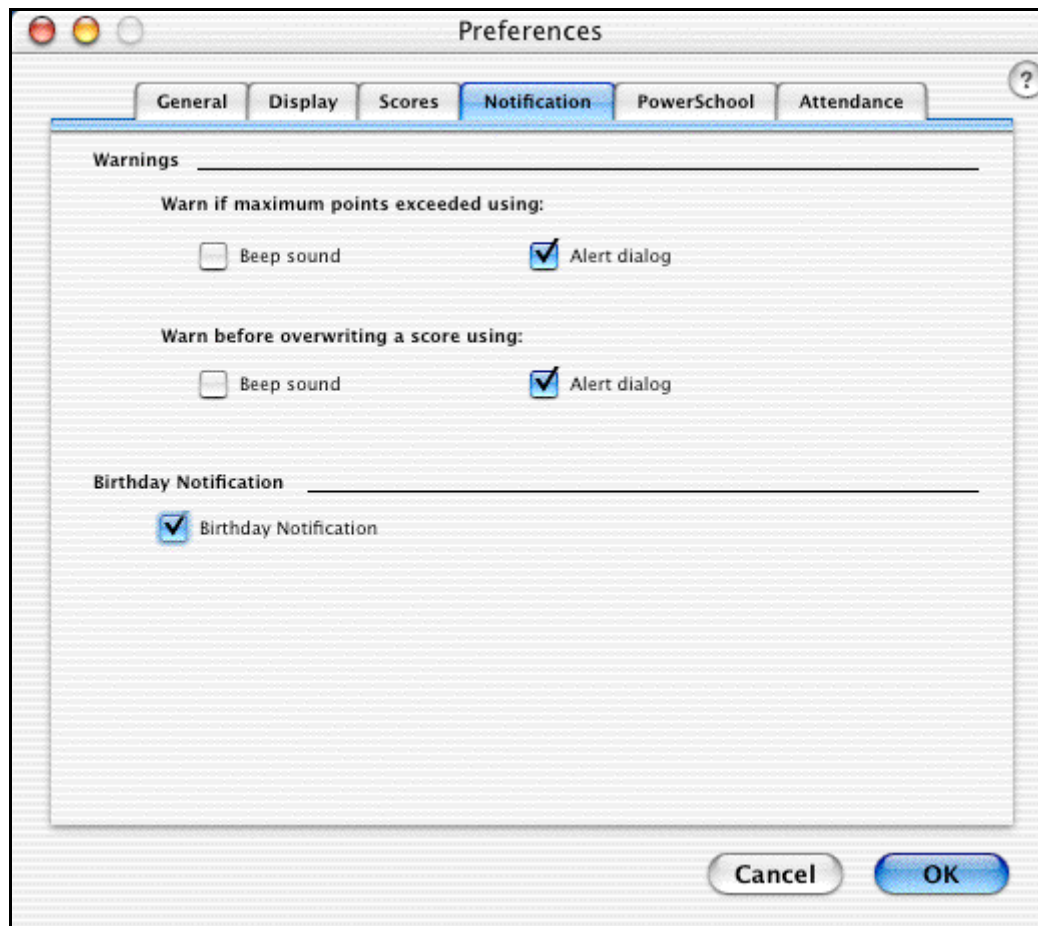 Preferences
?
General Display Scores Notification PowerSchool Attendance
Warnings
Warn if maximum points exceeded using:
Beep sound Alert dialog
Warn before overwriting a score using:
Beep sound Alert dialog
Birthday Notification
Birthday Notification
Cancel OK